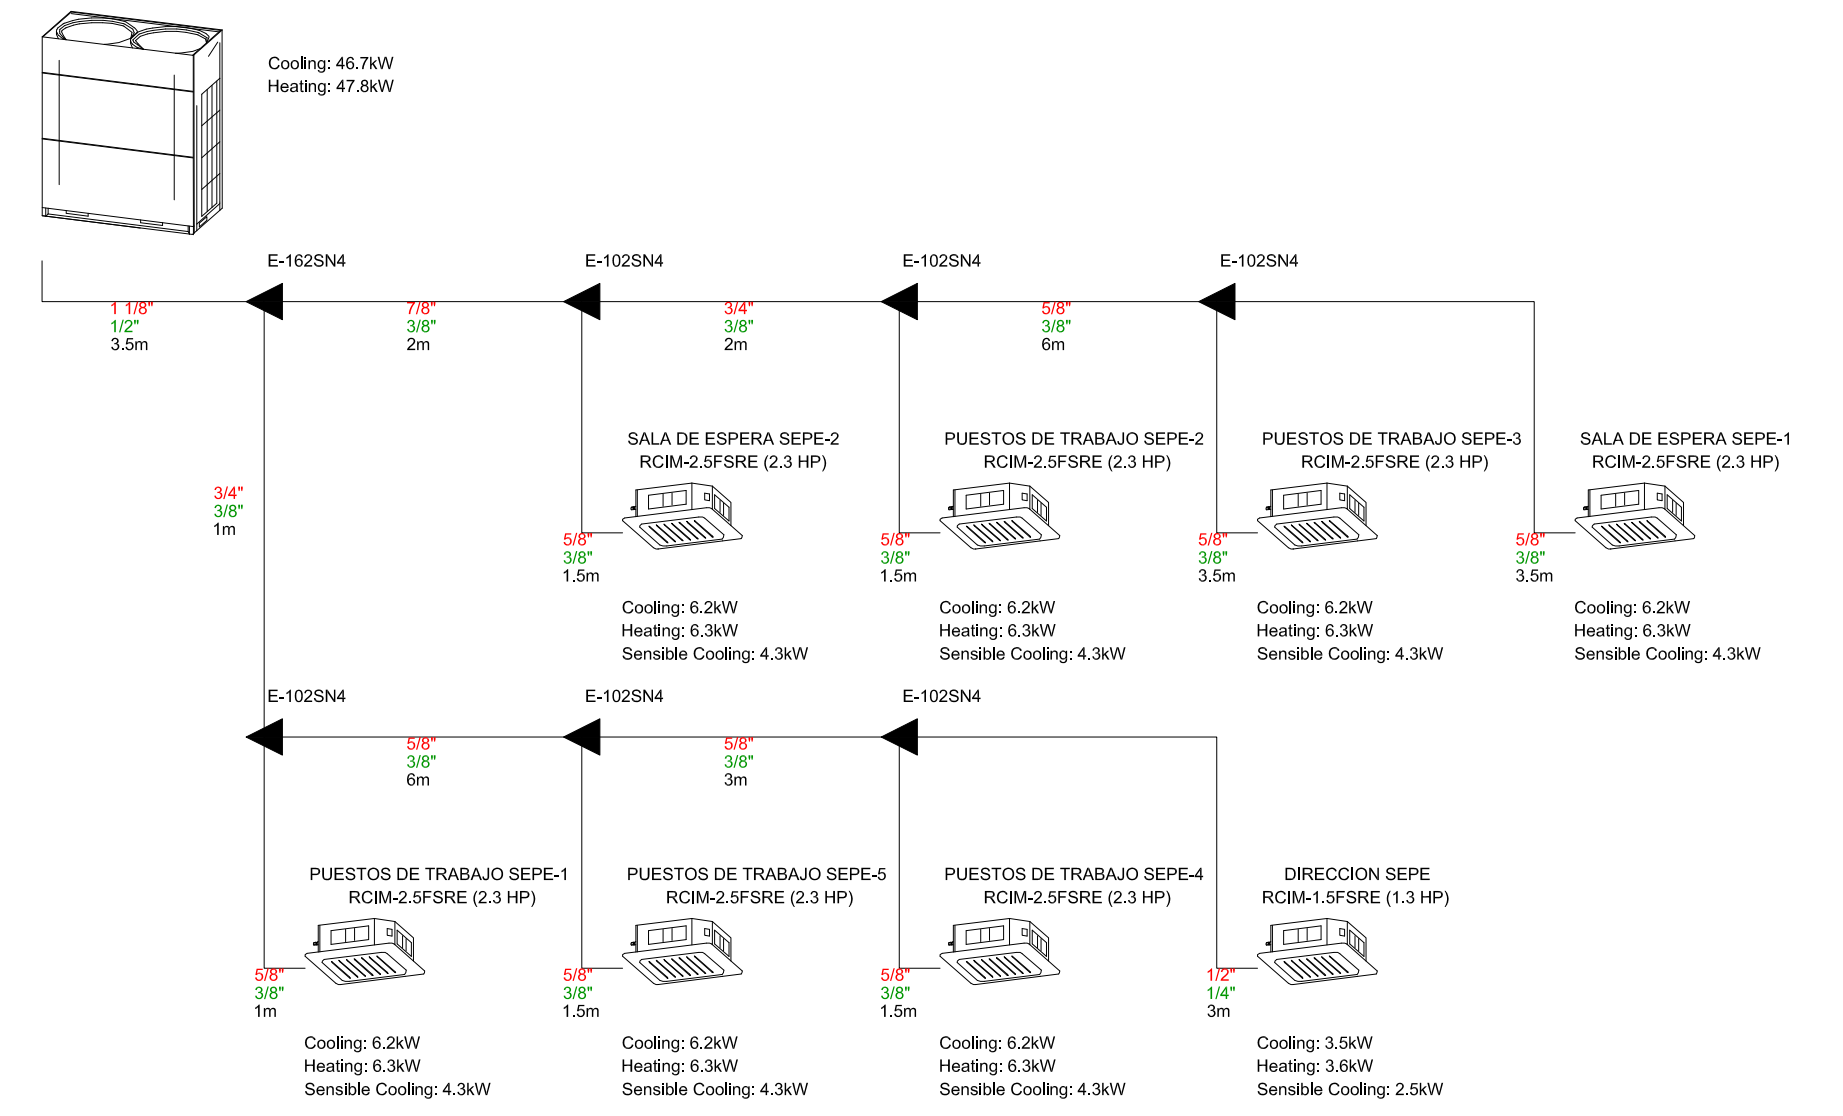 Cooling: 46.7kW
Heating: 47.8kW
E-162SN4
E-102SN4
E-102SN4
E-102SN4
1 1/8"
1/2"
3.5m
7/8"
3/8"
2m
3/4"
3/8"
2m
5/8"
3/8"
6m
3/4"
3/8"
1m
SALA DE ESPERA SEPE-2
RCIM-2.5FSRE (2.3 HP)
5/8"
3/8"
1.5m
Cooling: 6.2kW
Heating: 6.3kW
Sensible Cooling: 4.3kW
PUESTOS DE TRABAJO SEPE-2
RCIM-2.5FSRE (2.3 HP)
5/8"
3/8"
1.5m
Cooling: 6.2kW
Heating: 6.3kW
Sensible Cooling: 4.3kW
PUESTOS DE TRABAJO SEPE-3
RCIM-2.5FSRE (2.3 HP)
5/8"
3/8"
3.5m
Cooling: 6.2kW
Heating: 6.3kW
Sensible Cooling: 4.3kW
SALA DE ESPERA SEPE-1
RCIM-2.5FSRE (2.3 HP)
5/8"
3/8"
3.5m
Cooling: 6.2kW
Heating: 6.3kW
Sensible Cooling: 4.3kW
E-102SN4
E-102SN4
E-102SN4
5/8"
3/8"
6m
5/8"
3/8"
3m
PUESTOS DE TRABAJO SEPE-1
RCIM-2.5FSRE (2.3 HP)
5/8"
3/8"
1m
Cooling: 6.2kW
Heating: 6.3kW
Sensible Cooling: 4.3kW
PUESTOS DE TRABAJO SEPE-5
RCIM-2.5FSRE (2.3 HP)
5/8"
3/8"
1.5m
Cooling: 6.2kW
Heating: 6.3kW
Sensible Cooling: 4.3kW
PUESTOS DE TRABAJO SEPE-4
RCIM-2.5FSRE (2.3 HP)
5/8"
3/8"
1.5m
Cooling: 6.2kW
Heating: 6.3kW
Sensible Cooling: 4.3kW
DIRECCION SEPE
RCIM-1.5FSRE (1.3 HP)
1/2"
1/4"
3m
Cooling: 3.5kW
Heating: 3.6kW
Sensible Cooling: 2.5kW